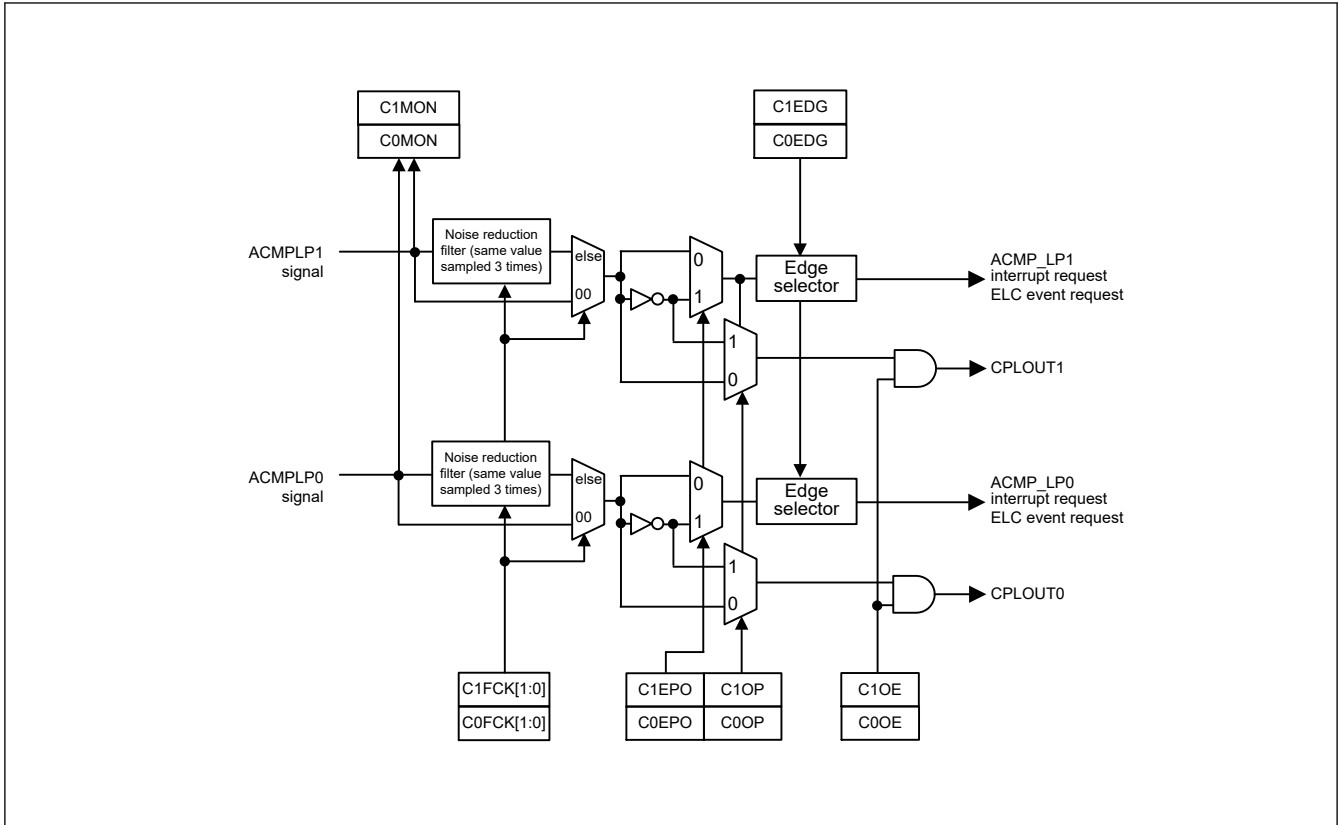 C1MON
C0MON
C1EDG
C0EDG
ACMPLP1
signal
Noise reduction
filter (same value
sampled 3 times)
else
00
0
1
Edge
selector
ACMP_LP1
interrupt request
ELC event request
1
0
CPLOUT1
ACMPLP0
signal
Noise reduction
filter (same value
sampled 3 times)
else
00
0
1
Edge
selector
ACMP_LP0
interrupt request
ELC event request
1
0
CPLOUT0
C1FCK[1:0]
C0FCK[1:0]
C1EPO
C1OP
C0EPO
C0OP
C1OE
C0OE